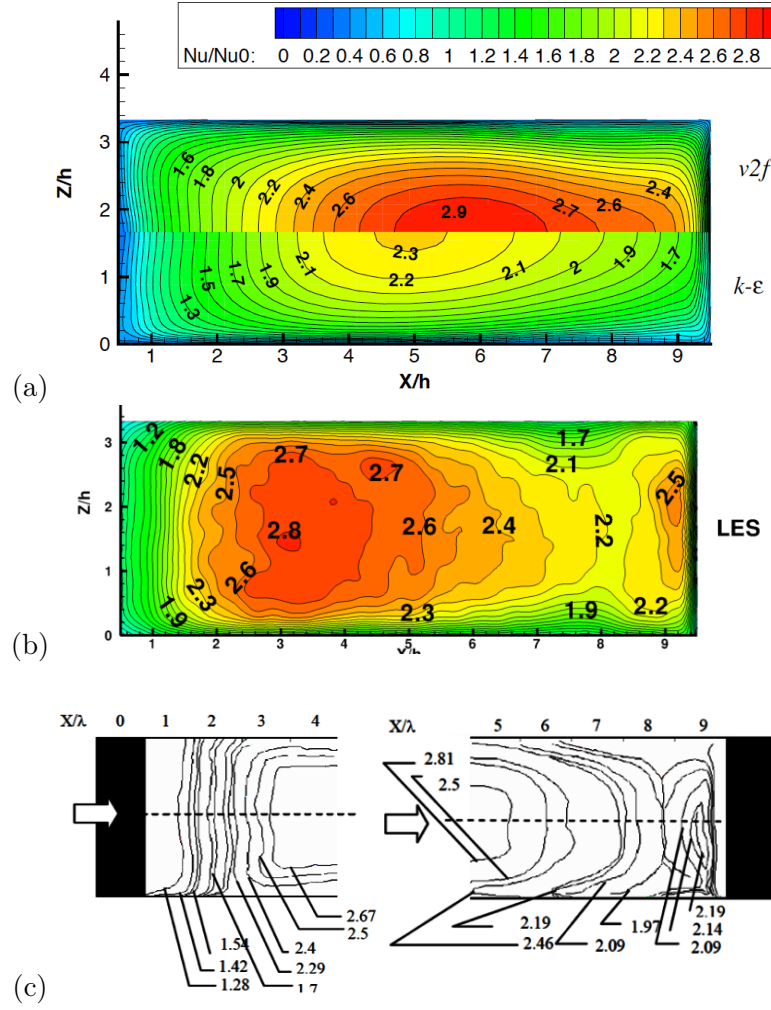 Nu/Nu0: 0 0.2 0.4 0.6 0.8 1 1.2 1.4 1.6 1.8 2 2.2 2.4 2.6 2.8
4
3
2
1
0
Z/h
1.6 1.8 2 2.2 2.4 2.6 2.9 2.7 2.6 2.4
v2f
1.3 1.5 1.7 1.9 2.1 2.3 2.2 2.1 2 1.9 1.7
k-ε
1 2 3 4 5 6 7 8 9
X/h
(a)
3
2
1
0
Z/h
1.2 1.8 2.2 2.5 2.7 2.7 1.7
2.1 2.5
2.8 2.6 2.4 2.2
LES
1.9 2.3 2.6 2.3 1.9 2.2
1 2 3 4 5 6 7 8 9
X/h
(b)
X/λ 0 1 2 3 4
X/λ 5 6 7 8 9
2.81
2.5
2.67
2.5
2.4
2.29
1.7
1.54
1.42
1.28
2.19
2.46
2.09
1.97
2.19
2.14
2.09
(c)